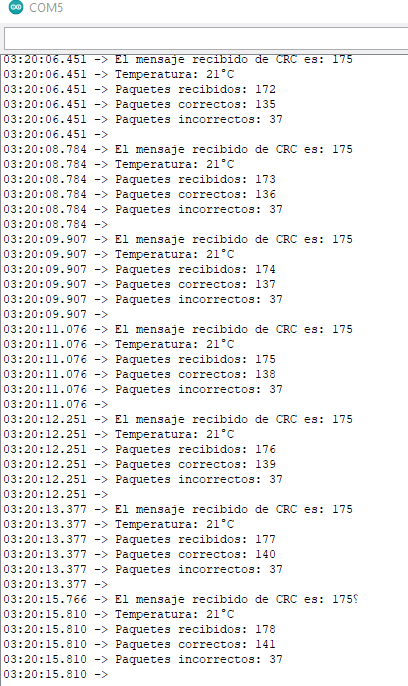 COM5
03:20:06.451 -> El mensaje recibido de CRC es: 175
03:20:06.451 -> Temperatura: 21°C
03:20:06.451 -> Paquetes recibidos: 172
03:20:06.451 -> Paquetes correctos: 135
03:20:06.451 -> Paquetes incorrectos: 37
03:20:06.451 ->
03:20:08.784 -> El mensaje recibido de CRC es: 175
03:20:08.784 -> Temperatura: 21°C
03:20:08.784 -> Paquetes recibidos: 173
03:20:08.784 -> Paquetes correctos: 136
03:20:08.784 -> Paquetes incorrectos: 37
03:20:08.784 ->
03:20:09.907 -> El mensaje recibido de CRC es: 175
03:20:09.907 -> Temperatura: 21°C
03:20:09.907 -> Paquetes recibidos: 174
03:20:09.907 -> Paquetes correctos: 137
03:20:09.907 -> Paquetes incorrectos: 37
03:20:09.907 ->
03:20:11.076 -> El mensaje recibido de CRC es: 175
03:20:11.076 -> Temperatura: 21°C
03:20:11.076 -> Paquetes recibidos: 175
03:20:11.076 -> Paquetes correctos: 138
03:20:11.076 -> Paquetes incorrectos: 37
03:20:11.076 ->
03:20:12.251 -> El mensaje recibido de CRC es: 175
03:20:12.251 -> Temperatura: 21°C
03:20:12.251 -> Paquetes recibidos: 176
03:20:12.251 -> Paquetes correctos: 139
03:20:12.251 -> Paquetes incorrectos: 37
03:20:12.251 ->
03:20:13.377 -> El mensaje recibido de CRC es: 175
03:20:13.377 -> Temperatura: 21°C
03:20:13.377 -> Paquetes recibidos: 177
03:20:13.377 -> Paquetes correctos: 140
03:20:13.377 -> Paquetes incorrectos: 37
03:20:13.377 ->
03:20:15.766 -> El mensaje recibido de CRC es: 175⸮
03:20:15.810 -> Temperatura: 21°C
03:20:15.810 -> Paquetes recibidos: 178
03:20:15.810 -> Paquetes correctos: 141
03:20:15.810 -> Paquetes incorrectos: 37
03:20:15.810 ->